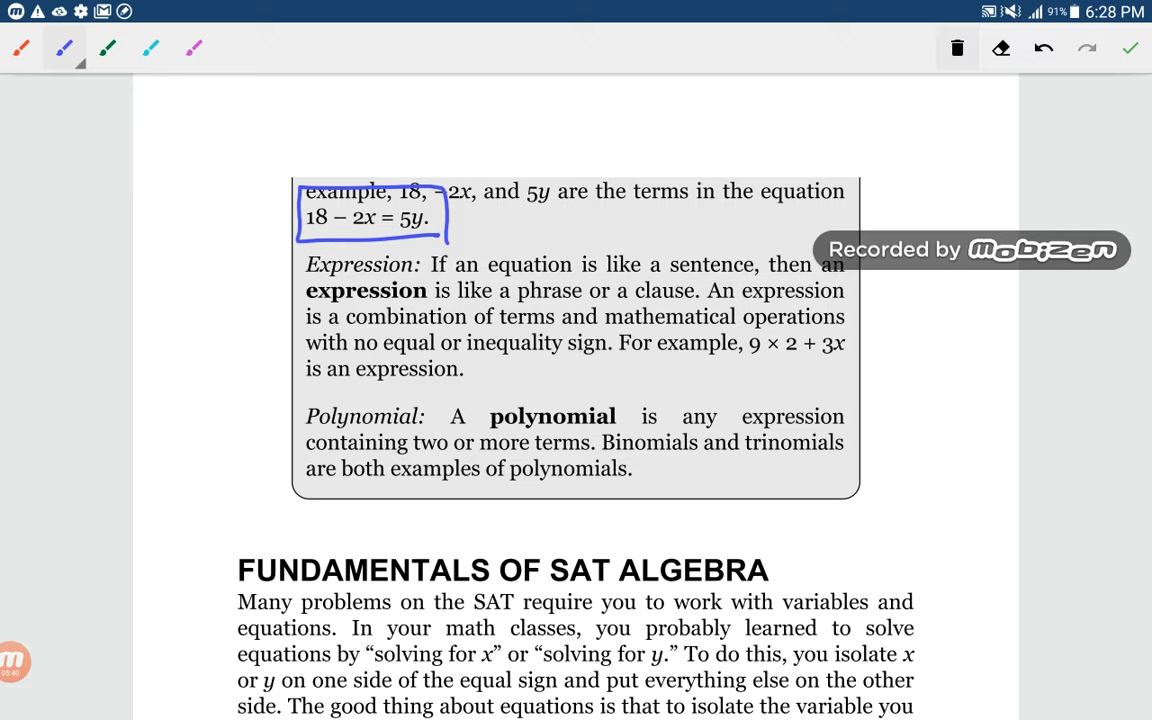 91% 6:28 PM
example, 18, −2x, and 5y are the terms in the equation
18 − 2x = 5y.
Recorded by mobizen
Expression: If an equation is like a sentence, then an
expression is like a phrase or a clause. An expression
is a combination of terms and mathematical operations
with no equal or inequality sign. For example, 9 × 2 + 3x
is an expression.
Polynomial: A polynomial is any expression
containing two or more terms. Binomials and trinomials
are both examples of polynomials.
FUNDAMENTALS OF SAT ALGEBRA
Many problems on the SAT require you to work with variables and
equations. In your math classes, you probably learned to solve
equations by “solving for x” or “solving for y.” To do this, you isolate x
or y on one side of the equal sign and put everything else on the other
side. The good thing about equations is that to isolate the variable you
05:40